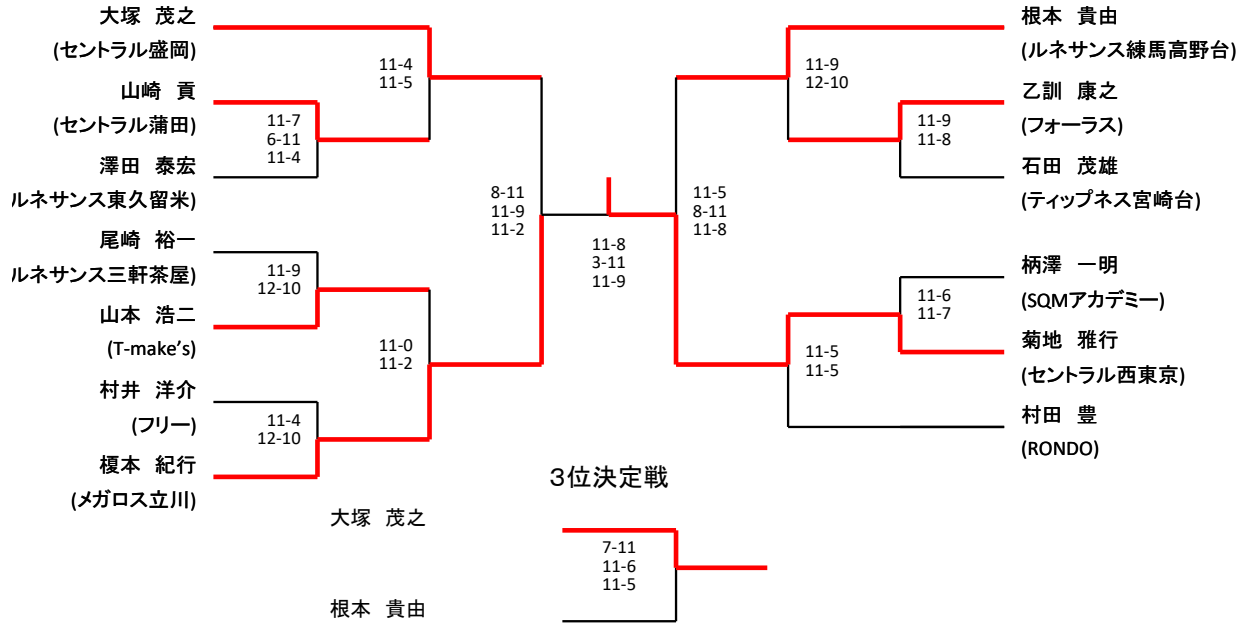 大塚 茂之
(セントラル盛岡)
11-4
11-5
山崎 貢
(セントラル蒲田)
11-7
6-11
11-4
澤田 泰宏
ルネサンス東久留米)
8-11
11-9
11-2
尾崎 裕一
ルネサンス三軒茶屋)
11-9
12-10
山本 浩二
(T-make's)
11-0
11-2
村井 洋介
(フリー)
11-4
12-10
榎本 紀行
(メガロス立川)
11-8
3-11
11-9
根本 貴由
(ルネサンス練馬高野台)
11-9
12-10
乙訓 康之
(フォーラス)
11-9
11-8
石田 茂雄
(ティップネス宮崎台)
11-5
8-11
11-8
柄澤 一明
(SQMアカデミー)
11-6
11-7
菊地 雅行
(セントラル西東京)
11-5
11-5
村田 豊
(RONDO)
３位決定戦
大塚 茂之
7-11
11-6
11-5
根本 貴由